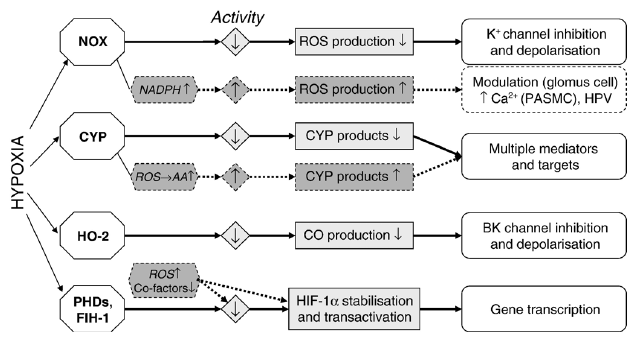 Activity
HYPOXIA
NOX
↓
ROS production ↓
K⁺ channel inhibition
and depolarisation
NADPH ↑
↑
ROS production ↑
Modulation (glomus cell)
↑ Ca²⁺ (PASMC), HPV
CYP
↓
CYP products ↓
Multiple mediators
and targets
ROS→AA↑
↑
CYP products ↑
HO-2
↓
CO production ↓
BK channel inhibition
and depolarisation
ROS↑
Co-factors↓
PHDs,
FIH-1
↓
HIF-1α stabilisation
and transactivation
Gene transcription